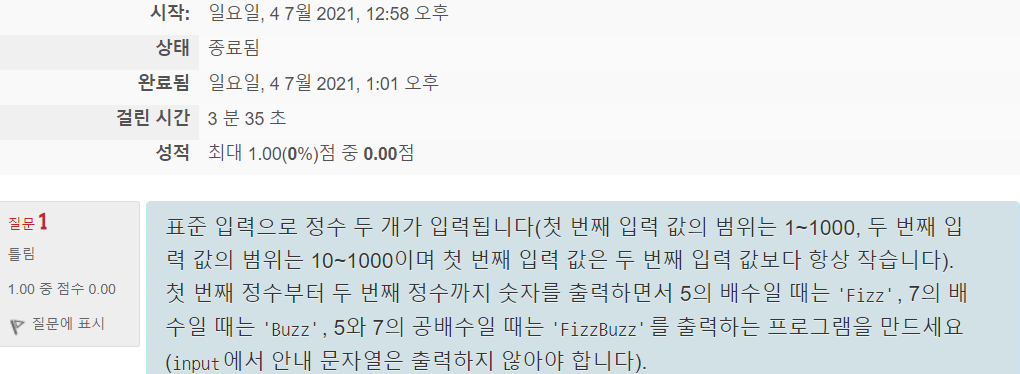 시작: 일요일, 4 7월 2021, 12:58 오후
상태 종료됨
완료됨 일요일, 4 7월 2021, 1:01 오후
걸린 시간 3 분 35 초
성적 최대 1.00(0%)점 중 0.00점
질문 1
틀림
1.00 중 점수 0.00
질문에 표시
표준 입력으로 정수 두 개가 입력됩니다(첫 번째 입력 값의 범위는 1~1000, 두 번째 입
력 값의 범위는 10~1000이며 첫 번째 입력 값은 두 번째 입력 값보다 항상 작습니다).
첫 번째 정수부터 두 번째 정수까지 숫자를 출력하면서 5의 배수일 때는 'Fizz', 7의 배
수일 때는 'Buzz', 5와 7의 공배수일 때는 'FizzBuzz'를 출력하는 프로그램을 만드세요
(input에서 안내 문자열은 출력하지 않아야 합니다).